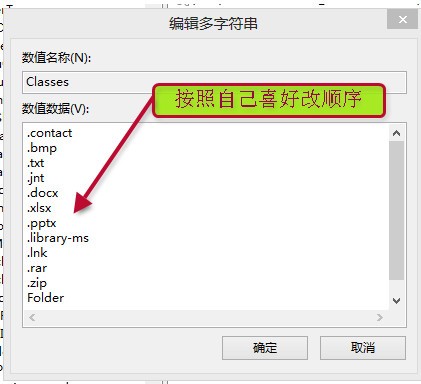 编辑多字符串
数值名称(N):
Classes
数值数据(V):
按照自己喜好改顺序
.contact
.bmp
.txt
.jnt
.docx
.xlsx
.pptx
.library-ms
.lnk
.rar
.zip
Folder
确定
取消